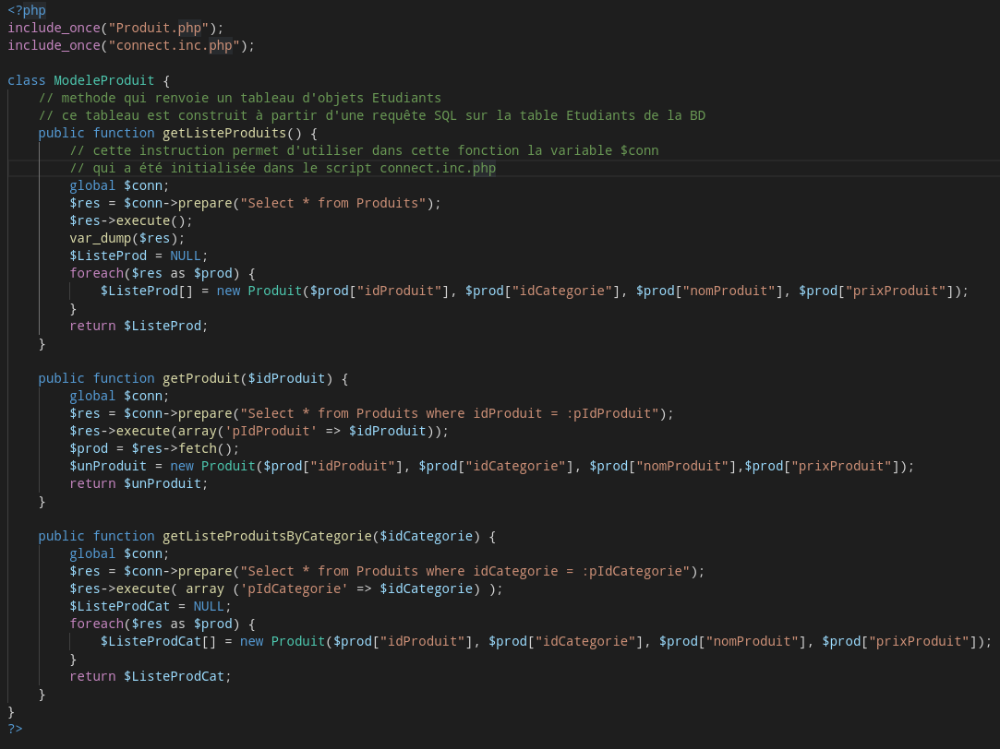 <?php
include_once("Produit.php");
include_once("connect.inc.php");
class ModeleProduit {
// methode qui renvoie un tableau d'objets Etudiants
// ce tableau est construit à partir d'une requête SQL sur la table Etudiants de la BD
public function getListeProduits() {
// cette instruction permet d'utiliser dans cette fonction la variable $conn
// qui a été initialisée dans le script connect.inc.php
global $conn;
$res = $conn->prepare("Select * from Produits");
$res->execute();
var_dump($res);
$ListeProd = NULL;
foreach($res as $prod) {
$ListeProd[] = new Produit($prod["idProduit"], $prod["idCategorie"], $prod["nomProduit"], $prod["prixProduit"]);
}
return $ListeProd;
}
public function getProduit($idProduit) {
global $conn;
$res = $conn->prepare("Select * from Produits where idProduit = :pIdProduit");
$res->execute(array('pIdProduit' => $idProduit));
$prod = $res->fetch();
$unProduit = new Produit($prod["idProduit"], $prod["idCategorie"], $prod["nomProduit"],$prod["prixProduit"]);
return $unProduit;
}
public function getListeProduitsByCategorie($idCategorie) {
global $conn;
$res = $conn->prepare("Select * from Produits where idCategorie = :pIdCategorie");
$res->execute( array ('pIdCategorie' => $idCategorie) );
$ListeProdCat = NULL;
foreach($res as $prod) {
$ListeProdCat[] = new Produit($prod["idProduit"], $prod["idCategorie"], $prod["nomProduit"], $prod["prixProduit"]);
}
return $ListeProdCat;
}
}
?>